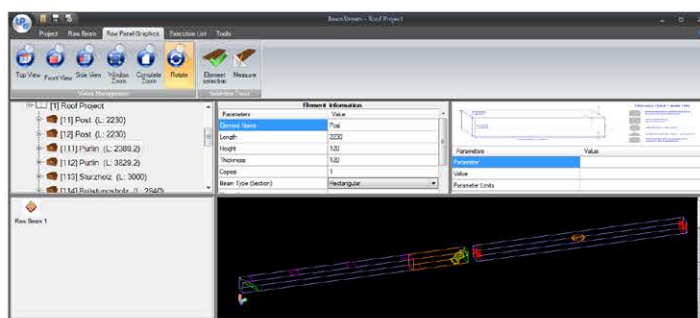 BeamStream - Roof Project
Project Raw Beam Raw Panel Graphics Executive List Tools
Top View Front View Side View Window Zoom Complete Zoom Rotate Element selection Measure
Views Management Selection Tools
[1] Roof Project
[11] Post (L: 2230)
[12] Post (L: 2230)
[111] Purlin (L: 2380.2)
[112] Purlin (L: 3829.2)
[113] Sturzholz (L: 3000)
Element Information
Parameters Value
Element Name Post
Length 2230
Height 120
Thickness 120
Copies 1
Beam Type (Section) Rectangular
Parameters Value
Parameter
Value
Parameter Limits
Raw Beam 1